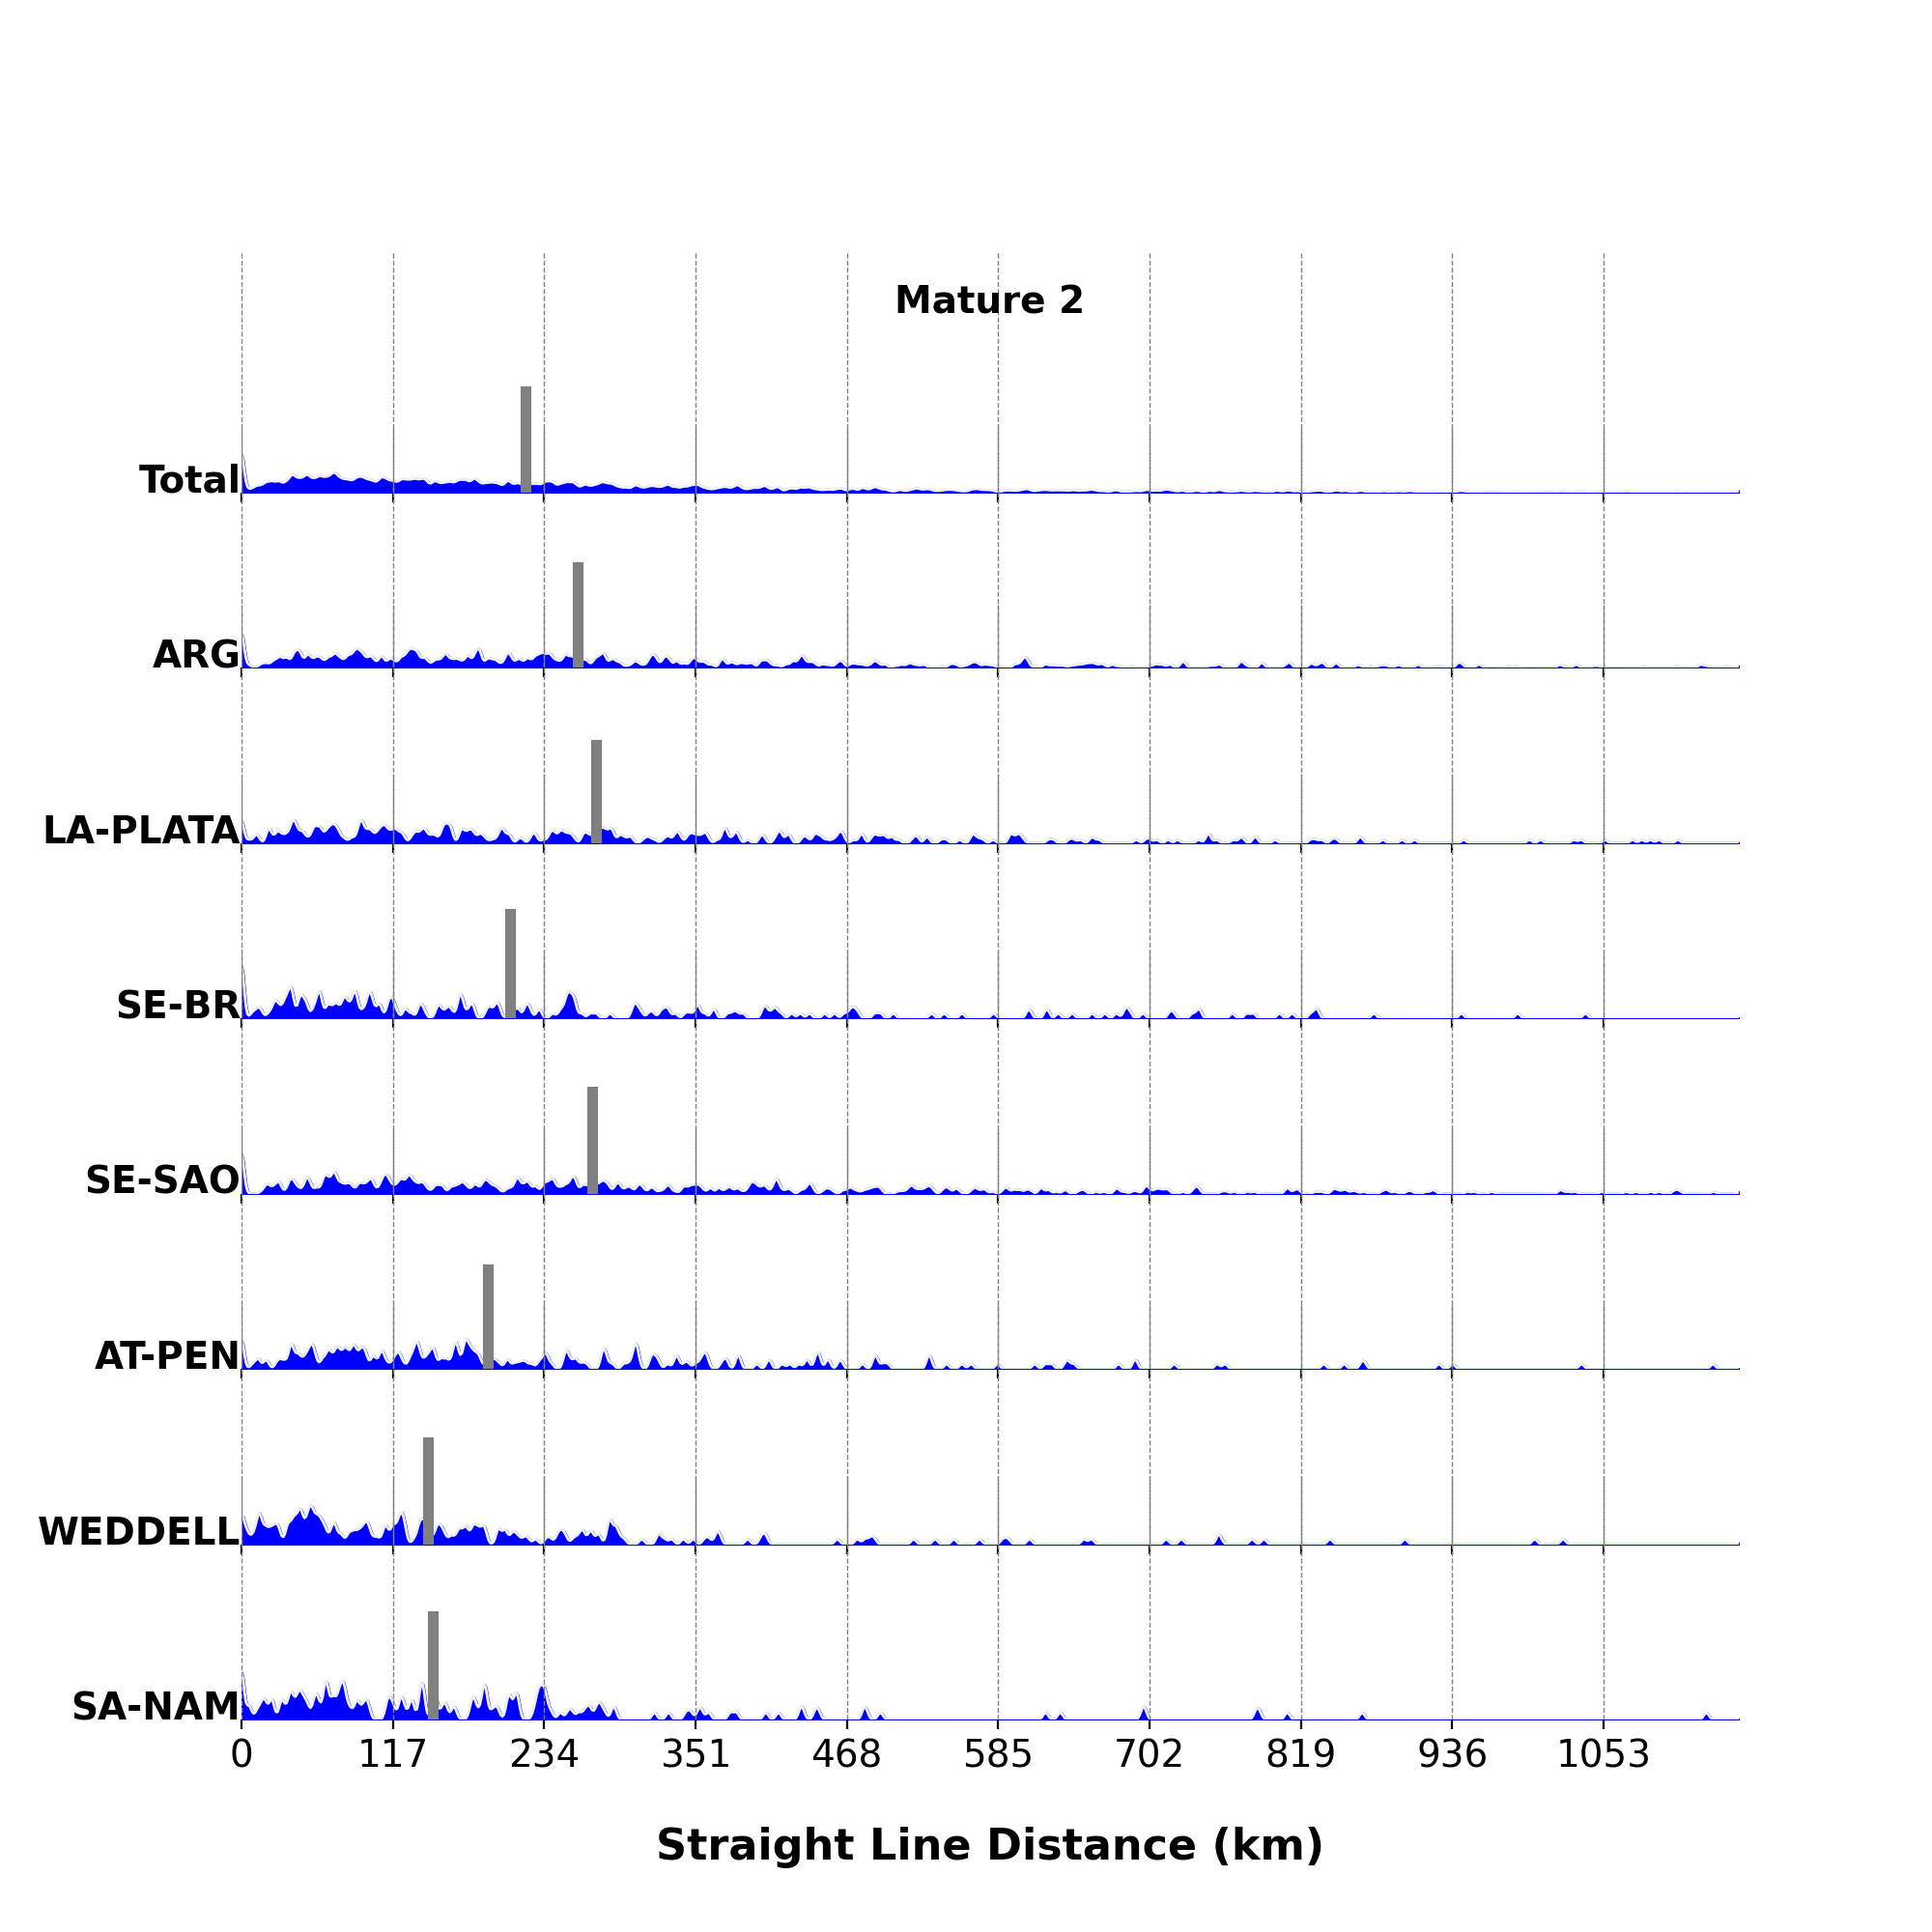 Mature 2
Total
ARG
LA-PLATA
SE-BR
SE-SAO
AT-PEN
WEDDELL
SA-NAM
0 117 234 351 468 585 702 819 936 1053
Straight Line Distance (km)